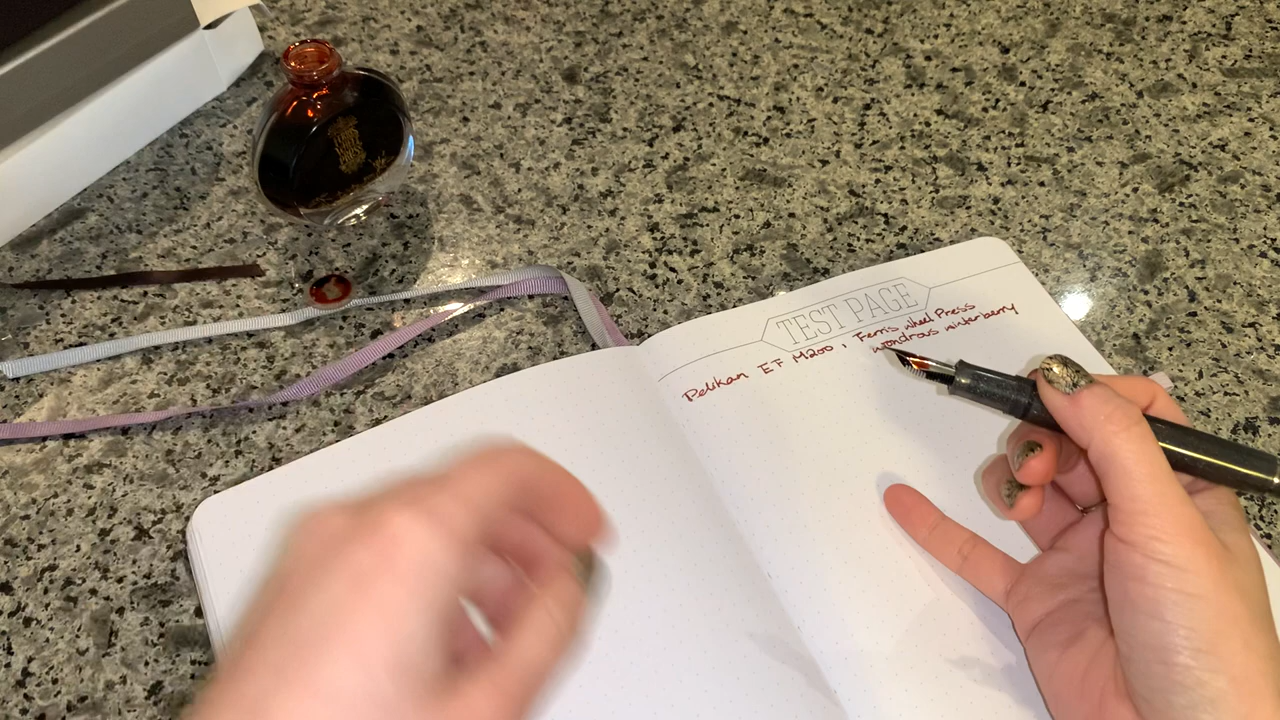 TEST PAGE
Pelikan EF M200, Ferris wheel Press
wondrous winterberry